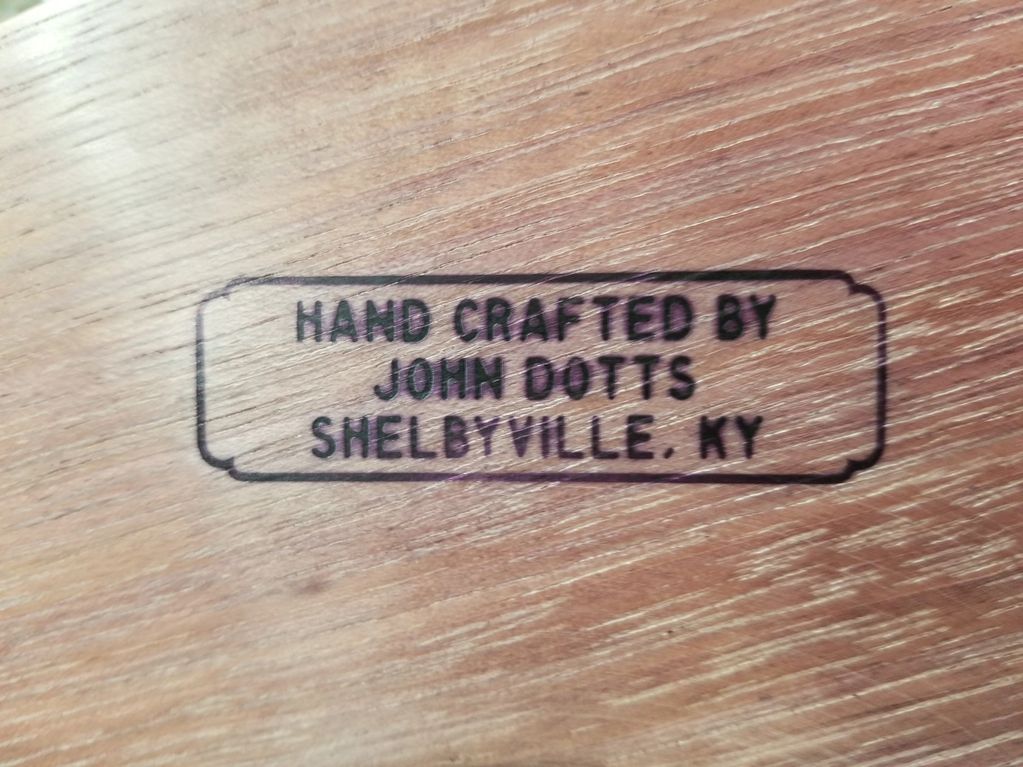 HAND CRAFTED BY
JOHN DOTTS
SHELBYVILLE, KY